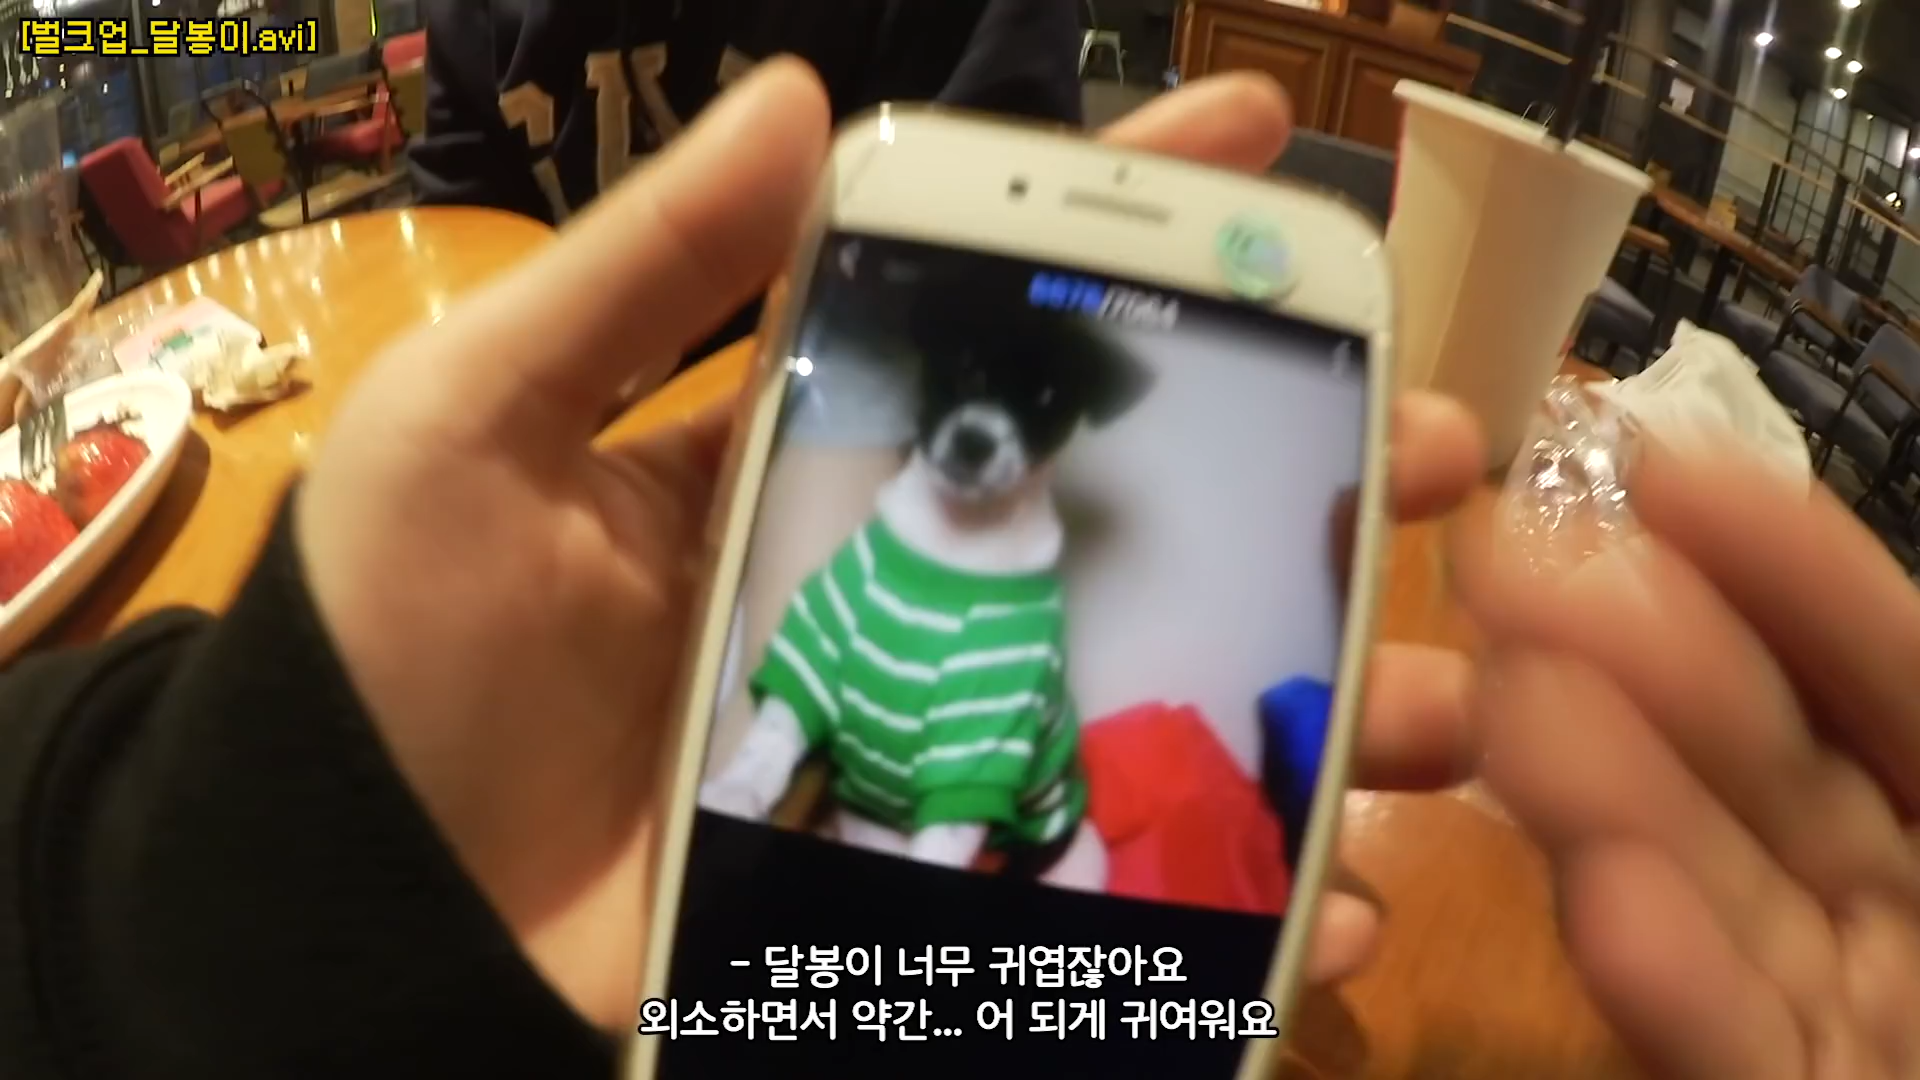 [벌크업_달봉이.avi]
- 달봉이 너무 귀엽잖아요
외소하면서 약간... 어 되게 귀여워요